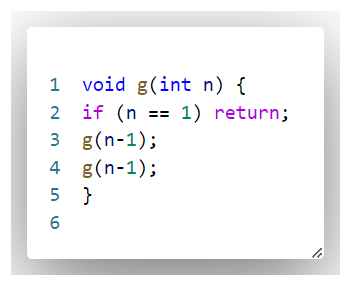 1 void g(int n) {
2 if (n == 1) return;
3 g(n-1);
4 g(n-1);
5 }
6